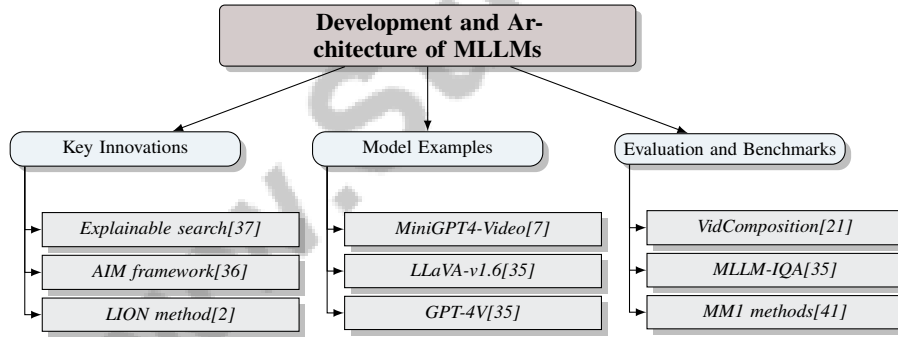 Development and Ar-
chitecture of MLLMs
Key Innovations
Explainable search[37]
AIM framework[36]
LION method[2]
Model Examples
MiniGPT4-Video[7]
LLaVA-v1.6[35]
GPT-4V[35]
Evaluation and Benchmarks
VidComposition[21]
MLLM-IQA[35]
MM1 methods[41]